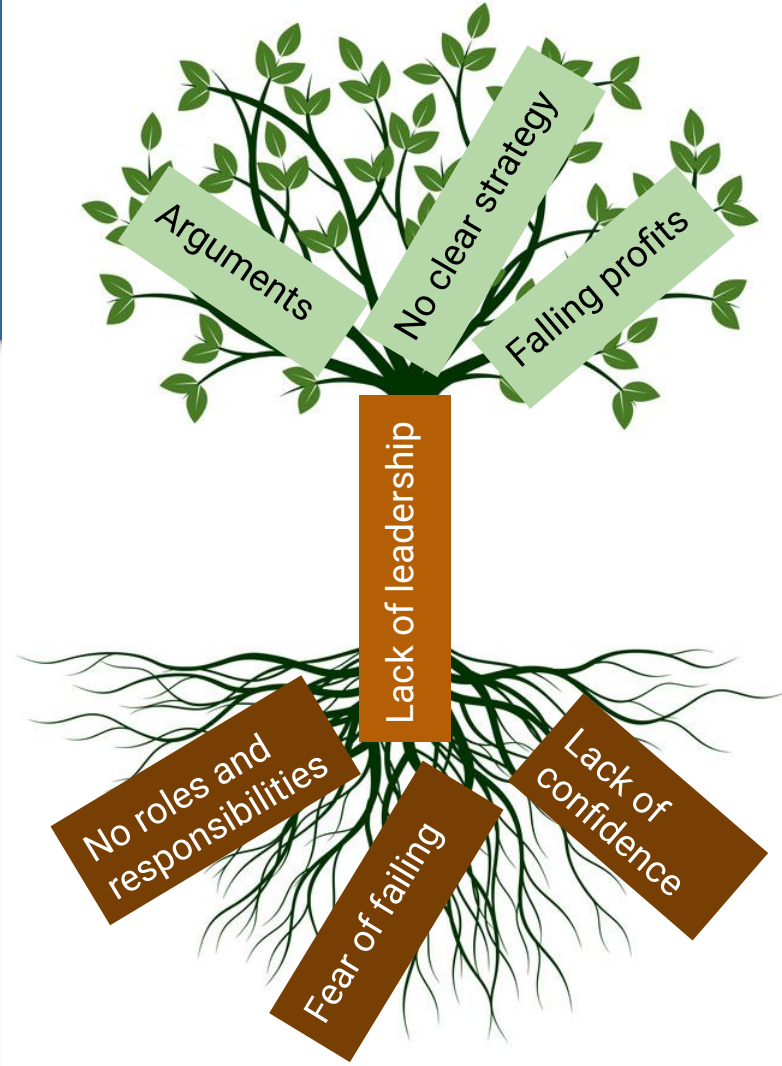 Arguments
No clear strategy
Falling profits
Lack of leadership
No roles and
responsibilities
Fear of failing
Lack of
confidence